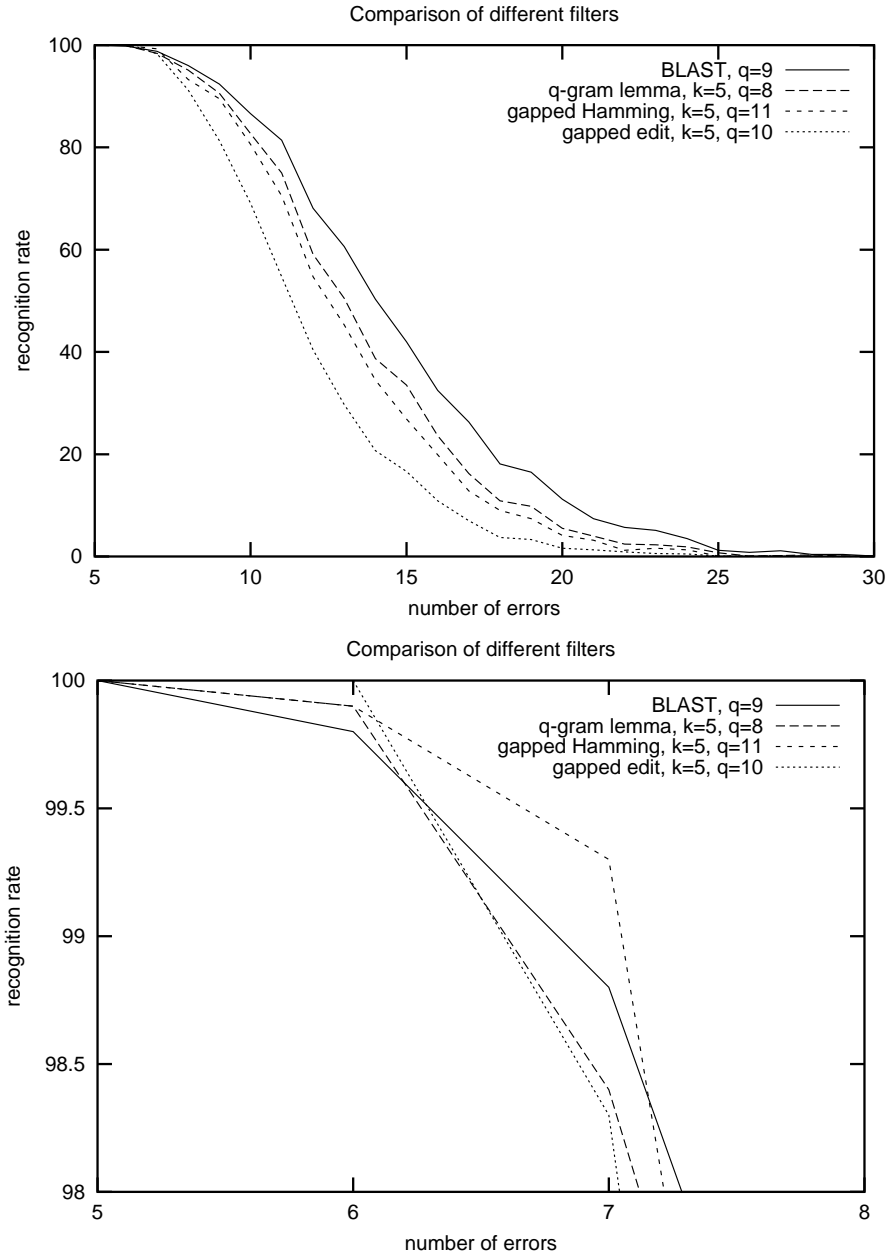 Comparison of different filters
100
80
60
40
20
0
recognition rate
BLAST, q=9
q-gram lemma, k=5, q=8
gapped Hamming, k=5, q=11
gapped edit, k=5, q=10
5 10 15 20 25 30
number of errors
Comparison of different filters
100
99.5
99
98.5
98
recognition rate
BLAST, q=9
q-gram lemma, k=5, q=8
gapped Hamming, k=5, q=11
gapped edit, k=5, q=10
5 6 7 8
number of errors